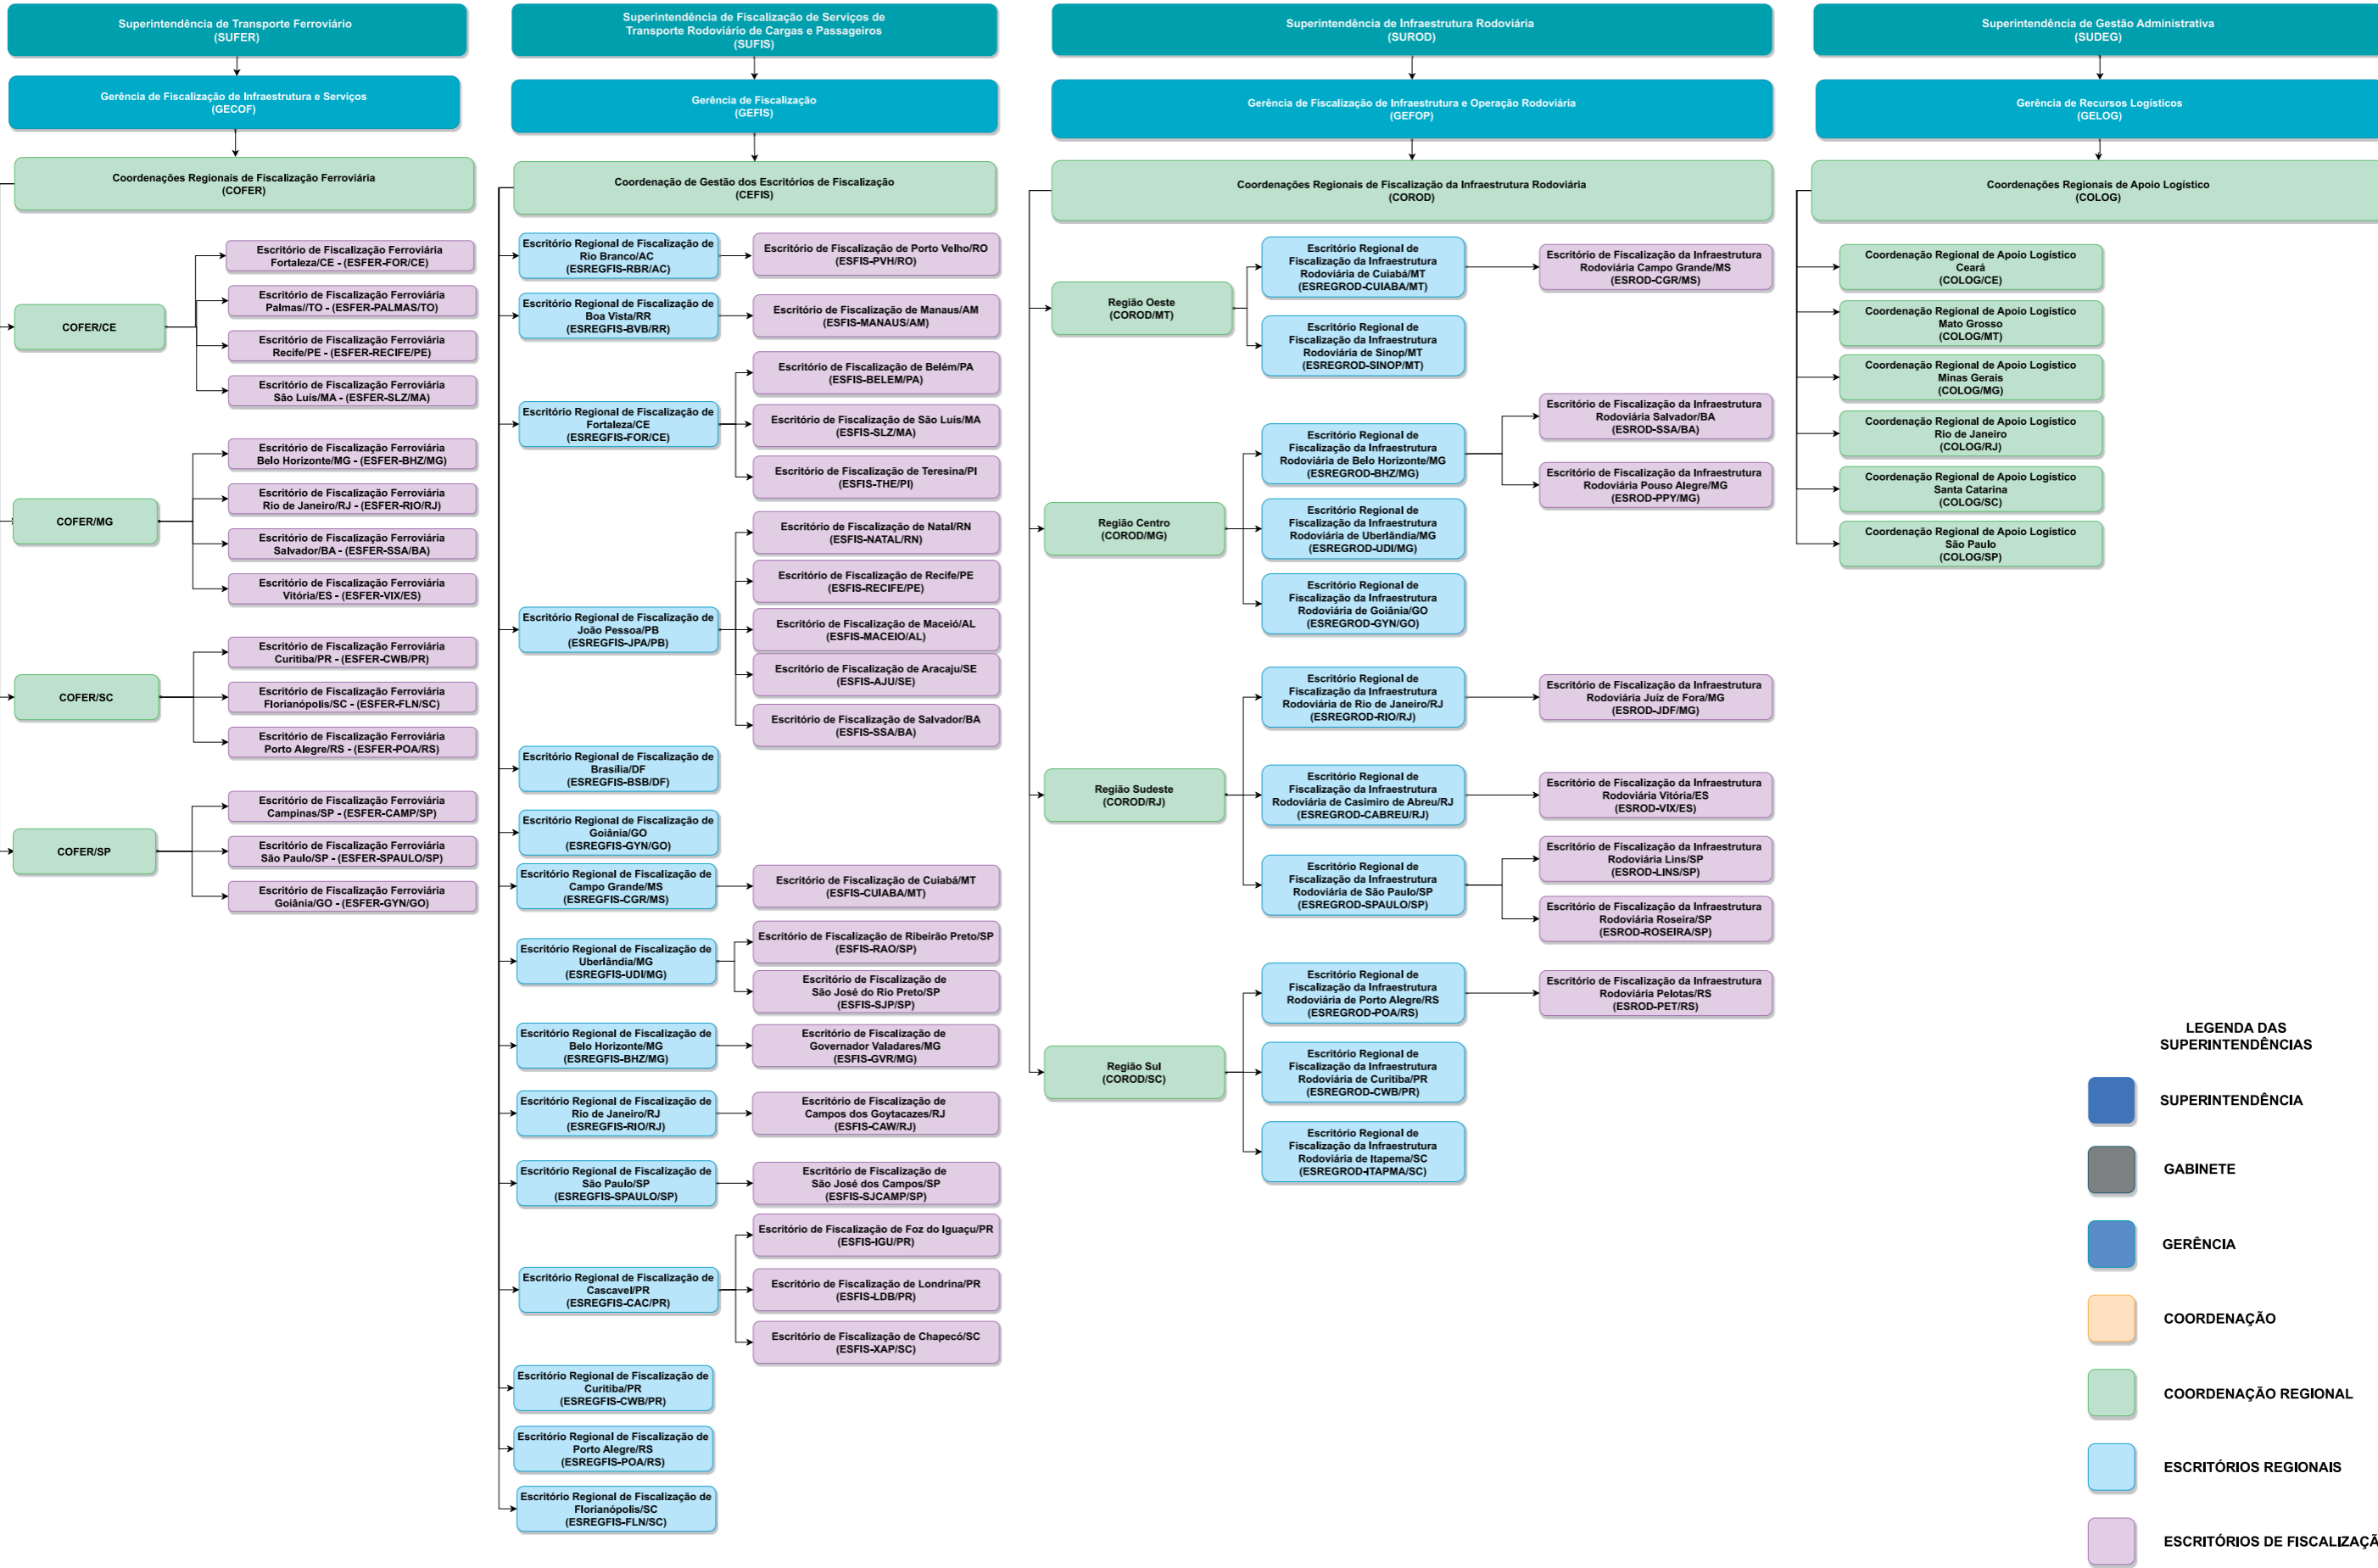 Superintendência de Transporte Ferroviário
(SUFER)
Gerência de Fiscalização de Infraestrutura e Serviços
(GECOF)
Coordenações Regionais de Fiscalização Ferroviária
(COFER)
COFER/CE
Escritório de Fiscalização Ferroviária
Fortaleza/CE - (ESFER-FOR/CE)
Escritório de Fiscalização Ferroviária
Palmas//TO - (ESFER-PALMAS/TO)
Escritório de Fiscalização Ferroviária
Recife/PE - (ESFER-RECIFE/PE)
Escritório de Fiscalização Ferroviária
São Luís/MA - (ESFER-SLZ/MA)
COFER/MG
Escritório de Fiscalização Ferroviária
Belo Horizonte/MG - (ESFER-BHZ/MG)
Escritório de Fiscalização Ferroviária
Rio de Janeiro/RJ - (ESFER-RIO/RJ)
Escritório de Fiscalização Ferroviária
Salvador/BA - (ESFER-SSA/BA)
Escritório de Fiscalização Ferroviária
Vitória/ES - (ESFER-VIX/ES)
COFER/SC
Escritório de Fiscalização Ferroviária
Curitiba/PR - (ESFER-CWB/PR)
Escritório de Fiscalização Ferroviária
Florianópolis/SC - (ESFER-FLN/SC)
Escritório de Fiscalização Ferroviária
Porto Alegre/RS - (ESFER-POA/RS)
COFER/SP
Escritório de Fiscalização Ferroviária
Campinas/SP - (ESFER-CAMP/SP)
Escritório de Fiscalização Ferroviária
São Paulo/SP - (ESFER-SPAULO/SP)
Escritório de Fiscalização Ferroviária
Goiânia/GO - (ESFER-GYN/GO)
Superintendência de Fiscalização de Serviços de
Transporte Rodoviário de Cargas e Passageiros
(SUFIS)
Gerência de Fiscalização
(GEFIS)
Coordenação de Gestão dos Escritórios de Fiscalização
(CEFIS)
Escritório Regional de Fiscalização de
Rio Branco/AC
(ESREGFIS-RBR/AC)
Escritório de Fiscalização de Porto Velho/RO
(ESFIS-PVH/RO)
Escritório Regional de Fiscalização de
Boa Vista/RR
(ESREGFIS-BVB/RR)
Escritório de Fiscalização de Manaus/AM
(ESFIS-MANAUS/AM)
Escritório Regional de Fiscalização de
Fortaleza/CE
(ESREGFIS-FOR/CE)
Escritório de Fiscalização de Belém/PA
(ESFIS-BELEM/PA)
Escritório de Fiscalização de São Luís/MA
(ESFIS-SLZ/MA)
Escritório de Fiscalização de Teresina/PI
(ESFIS-THE/PI)
Escritório Regional de Fiscalização de
João Pessoa/PB
(ESREGFIS-JPA/PB)
Escritório de Fiscalização de Natal/RN
(ESFIS-NATAL/RN)
Escritório de Fiscalização de Recife/PE
(ESFIS-RECIFE/PE)
Escritório de Fiscalização de Maceió/AL
(ESFIS-MACEIO/AL)
Escritório de Fiscalização de Aracaju/SE
(ESFIS-AJU/SE)
Escritório de Fiscalização de Salvador/BA
(ESFIS-SSA/BA)
Escritório Regional de Fiscalização de
Brasília/DF
(ESREGFIS-BSB/DF)
Escritório Regional de Fiscalização de
Goiânia/GO
(ESREGFIS-GYN/GO)
Escritório Regional de Fiscalização de
Campo Grande/MS
(ESREGFIS-CGR/MS)
Escritório de Fiscalização de Cuiabá/MT
(ESFIS-CUIABA/MT)
Escritório Regional de Fiscalização de
Uberlândia/MG
(ESREGFIS-UDI/MG)
Escritório de Fiscalização de Ribeirão Preto/SP
(ESFIS-RAO/SP)
Escritório de Fiscalização de
São José do Rio Preto/SP
(ESFIS-SJP/SP)
Escritório Regional de Fiscalização de
Belo Horizonte/MG
(ESREGFIS-BHZ/MG)
Escritório de Fiscalização de
Governador Valadares/MG
(ESFIS-GVR/MG)
Escritório Regional de Fiscalização de
Rio de Janeiro/RJ
(ESREGFIS-RIO/RJ)
Escritório de Fiscalização de
Campos dos Goytacazes/RJ
(ESFIS-CAW/RJ)
Escritório Regional de Fiscalização de
São Paulo/SP
(ESREGFIS-SPAULO/SP)
Escritório de Fiscalização de
São José dos Campos/SP
(ESFIS-SJCAMP/SP)
Escritório Regional de Fiscalização de
Cascavel/PR
(ESREGFIS-CAC/PR)
Escritório de Fiscalização de Foz do Iguaçu/PR
(ESFIS-IGU/PR)
Escritório de Fiscalização de Londrina/PR
(ESFIS-LDB/PR)
Escritório de Fiscalização de Chapecó/SC
(ESFIS-XAP/SC)
Escritório Regional de Fiscalização de
Curitiba/PR
(ESREGFIS-CWB/PR)
Escritório Regional de Fiscalização de
Porto Alegre/RS
(ESREGFIS-POA/RS)
Escritório Regional de Fiscalização de
Florianópolis/SC
(ESREGFIS-FLN/SC)
Superintendência de Infraestrutura Rodoviária
(SUROD)
Gerência de Fiscalização de Infraestrutura e Operação Rodoviária
(GEFOP)
Coordenações Regionais de Fiscalização da Infraestrutura Rodoviária
(COROD)
Região Oeste
(COROD/MT)
Escritório Regional de
Fiscalização da Infraestrutura
Rodoviária de Cuiabá/MT
(ESREGROD-CUIABA/MT)
Escritório de Fiscalização da Infraestrutura
Rodoviária Campo Grande/MS
(ESROD-CGR/MS)
Escritório Regional de
Fiscalização da Infraestrutura
Rodoviária de Sinop/MT
(ESREGROD-SINOP/MT)
Região Centro
(COROD/MG)
Escritório Regional de
Fiscalização da Infraestrutura
Rodoviária de Belo Horizonte/MG
(ESREGROD-BHZ/MG)
Escritório de Fiscalização da Infraestrutura
Rodoviária Salvador/BA
(ESROD-SSA/BA)
Escritório de Fiscalização da Infraestrutura
Rodoviária Pouso Alegre/MG
(ESROD-PPY/MG)
Escritório Regional de
Fiscalização da Infraestrutura
Rodoviária de Uberlândia/MG
(ESREGROD-UDI/MG)
Escritório Regional de
Fiscalização da Infraestrutura
Rodoviária de Goiânia/GO
(ESREGROD-GYN/GO)
Região Sudeste
(COROD/RJ)
Escritório Regional de
Fiscalização da Infraestrutura
Rodoviária de Rio de Janeiro/RJ
(ESREGROD-RIO/RJ)
Escritório de Fiscalização da Infraestrutura
Rodoviária Juíz de Fora/MG
(ESROD-JDF/MG)
Escritório Regional de
Fiscalização da Infraestrutura
Rodoviária de Casimiro de Abreu/RJ
(ESREGROD-CABREU/RJ)
Escritório de Fiscalização da Infraestrutura
Rodoviária Vitória/ES
(ESROD-VIX/ES)
Escritório Regional de
Fiscalização da Infraestrutura
Rodoviária de São Paulo/SP
(ESREGROD-SPAULO/SP)
Escritório de Fiscalização da Infraestrutura
Rodoviária Lins/SP
(ESROD-LINS/SP)
Escritório de Fiscalização da Infraestrutura
Rodoviária Roseira/SP
(ESROD-ROSEIRA/SP)
Região Sul
(COROD/SC)
Escritório Regional de
Fiscalização da Infraestrutura
Rodoviária de Porto Alegre/RS
(ESREGROD-POA/RS)
Escritório de Fiscalização da Infraestrutura
Rodoviária Pelotas/RS
(ESROD-PET/RS)
Escritório Regional de
Fiscalização da Infraestrutura
Rodoviária de Curitiba/PR
(ESREGROD-CWB/PR)
Escritório Regional de
Fiscalização da Infraestrutura
Rodoviária de Itapema/SC
(ESREGROD-ITAPMA/SC)
Superintendência de Gestão Administrativa
(SUDEG)
Gerência de Recursos Logísticos
(GELOG)
Coordenações Regionais de Apoio Logístico
(COLOG)
Coordenação Regional de Apoio Logístico
Ceará
(COLOG/CE)
Coordenação Regional de Apoio Logístico
Mato Grosso
(COLOG/MT)
Coordenação Regional de Apoio Logístico
Minas Gerais
(COLOG/MG)
Coordenação Regional de Apoio Logístico
Rio de Janeiro
(COLOG/RJ)
Coordenação Regional de Apoio Logístico
Santa Catarina
(COLOG/SC)
Coordenação Regional de Apoio Logístico
São Paulo
(COLOG/SP)
LEGENDA DAS
SUPERINTENDÊNCIAS
SUPERINTENDÊNCIA
GABINETE
GERÊNCIA
COORDENAÇÃO
COORDENAÇÃO REGIONAL
ESCRITÓRIOS REGIONAIS
ESCRITÓRIOS DE FISCALIZAÇÃ